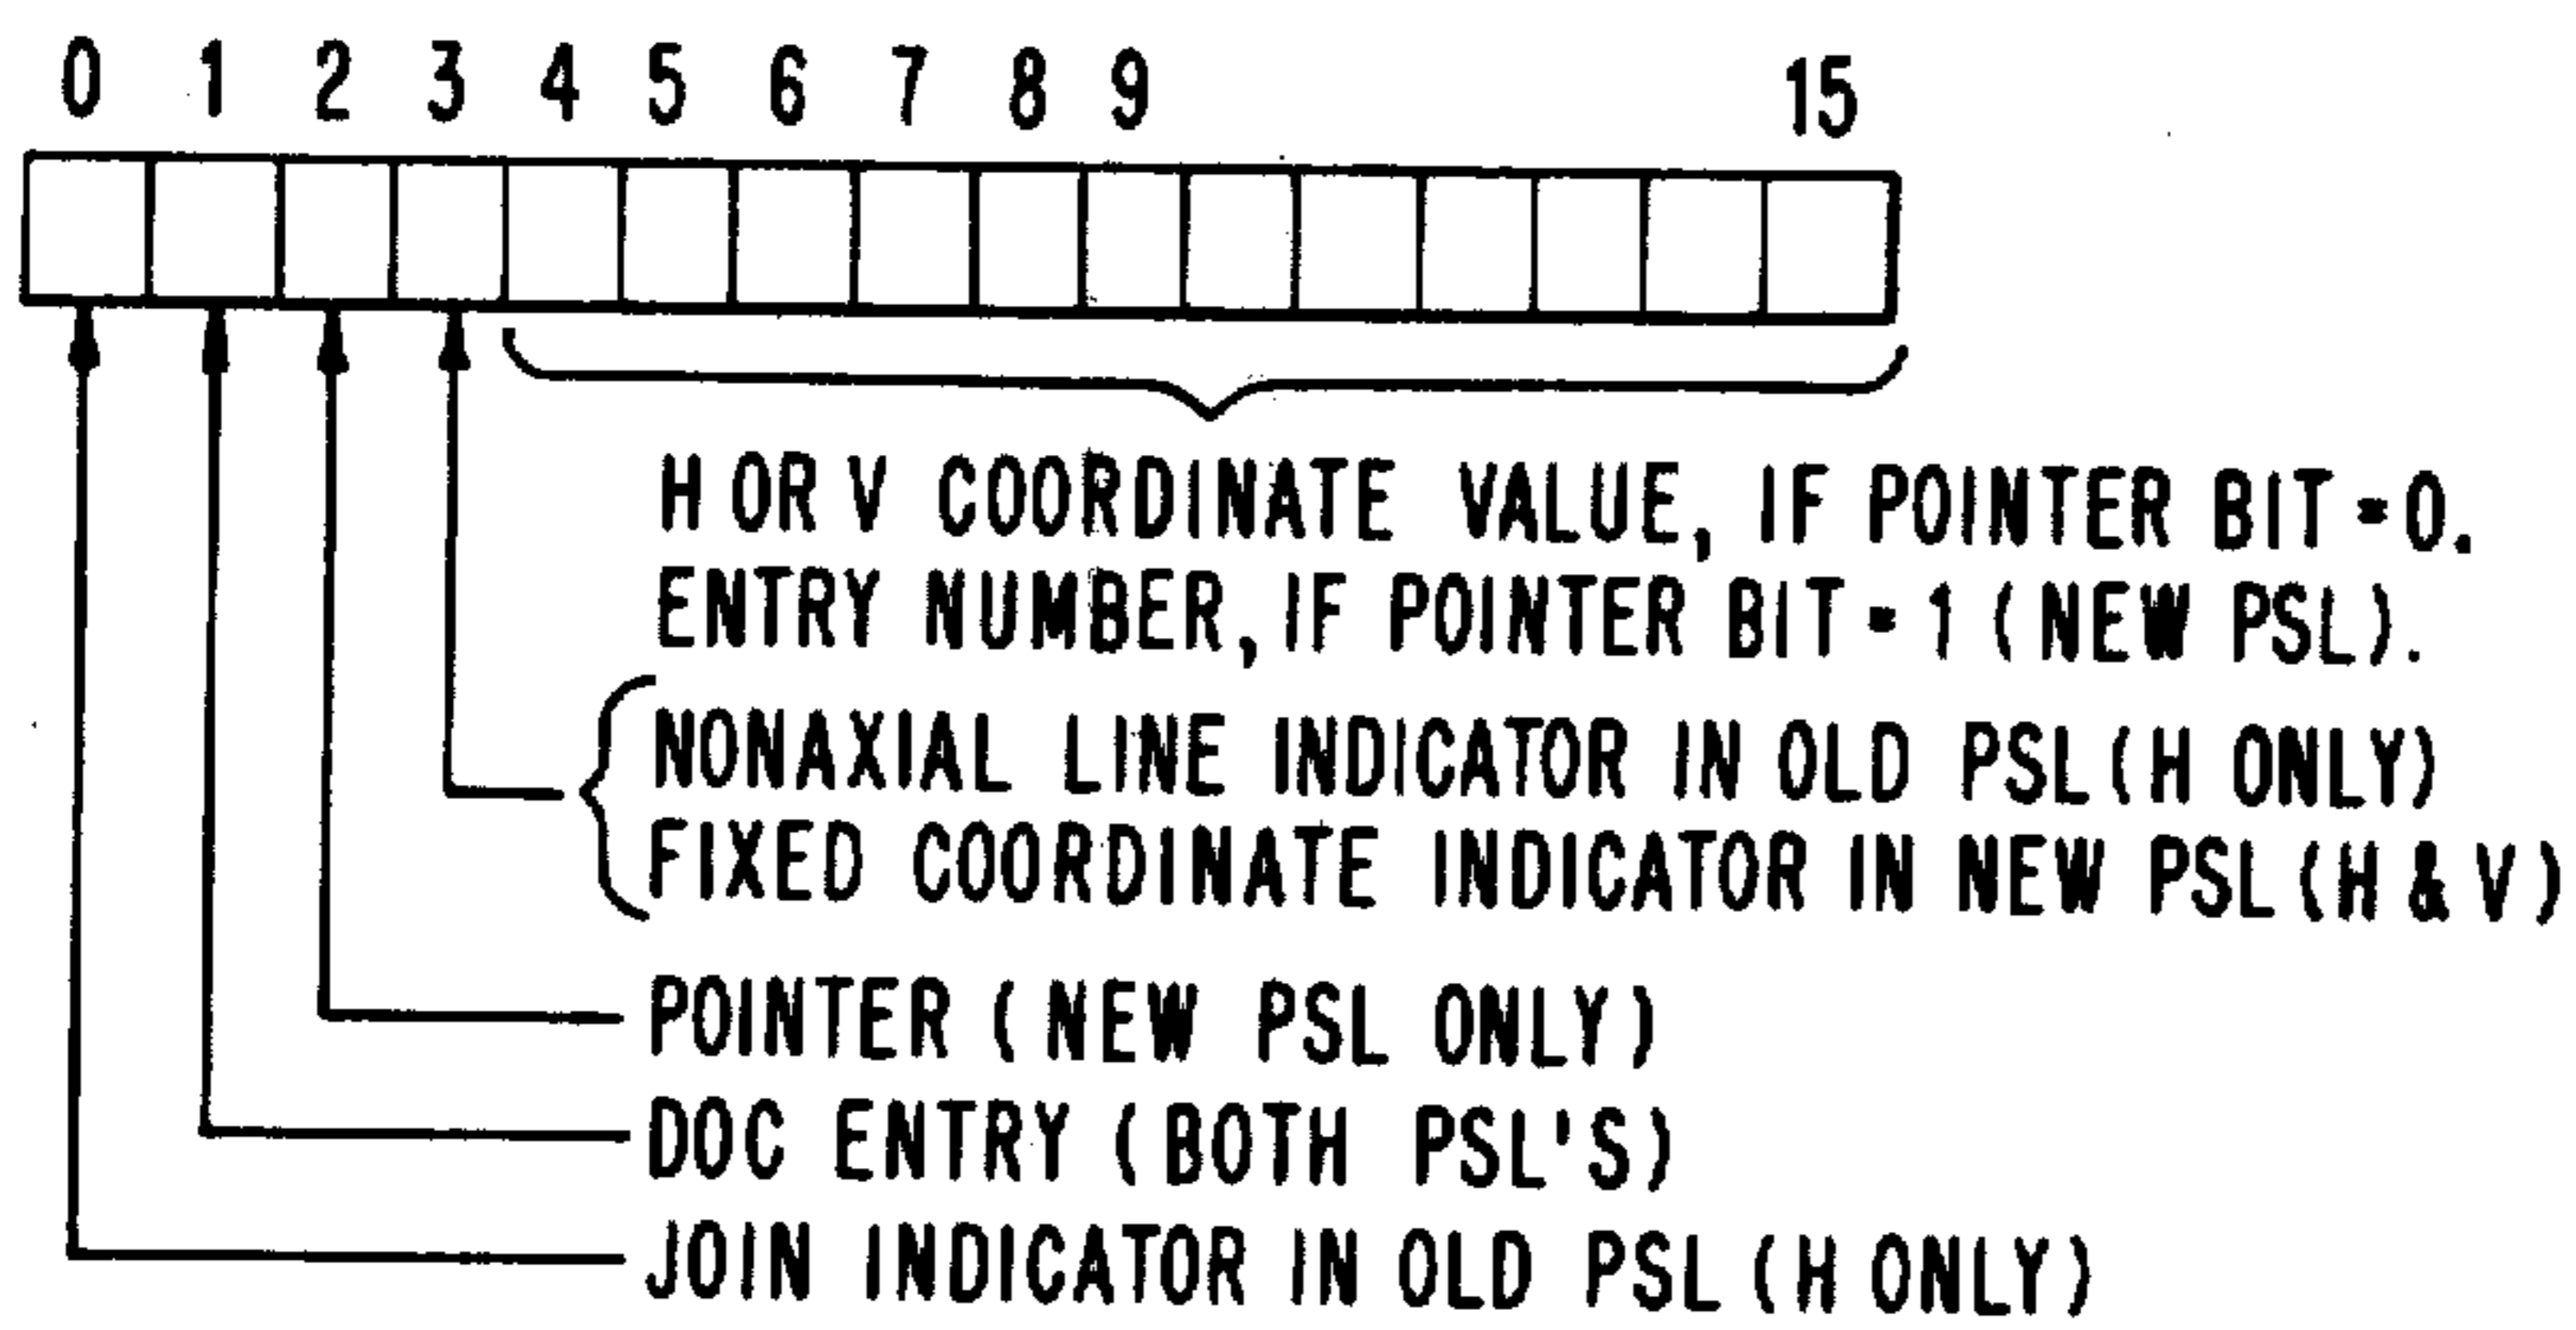 0 1 2 3 4 5 6 7 8 9 15
H OR V COORDINATE VALUE, IF POINTER BIT = 0.
ENTRY NUMBER, IF POINTER BIT = 1 (NEW PSL).
NONAXIAL LINE INDICATOR IN OLD PSL (H ONLY)
FIXED COORDINATE INDICATOR IN NEW PSL (H & V)
POINTER (NEW PSL ONLY)
DOC ENTRY (BOTH PSL'S)
JOIN INDICATOR IN OLD PSL (H ONLY)